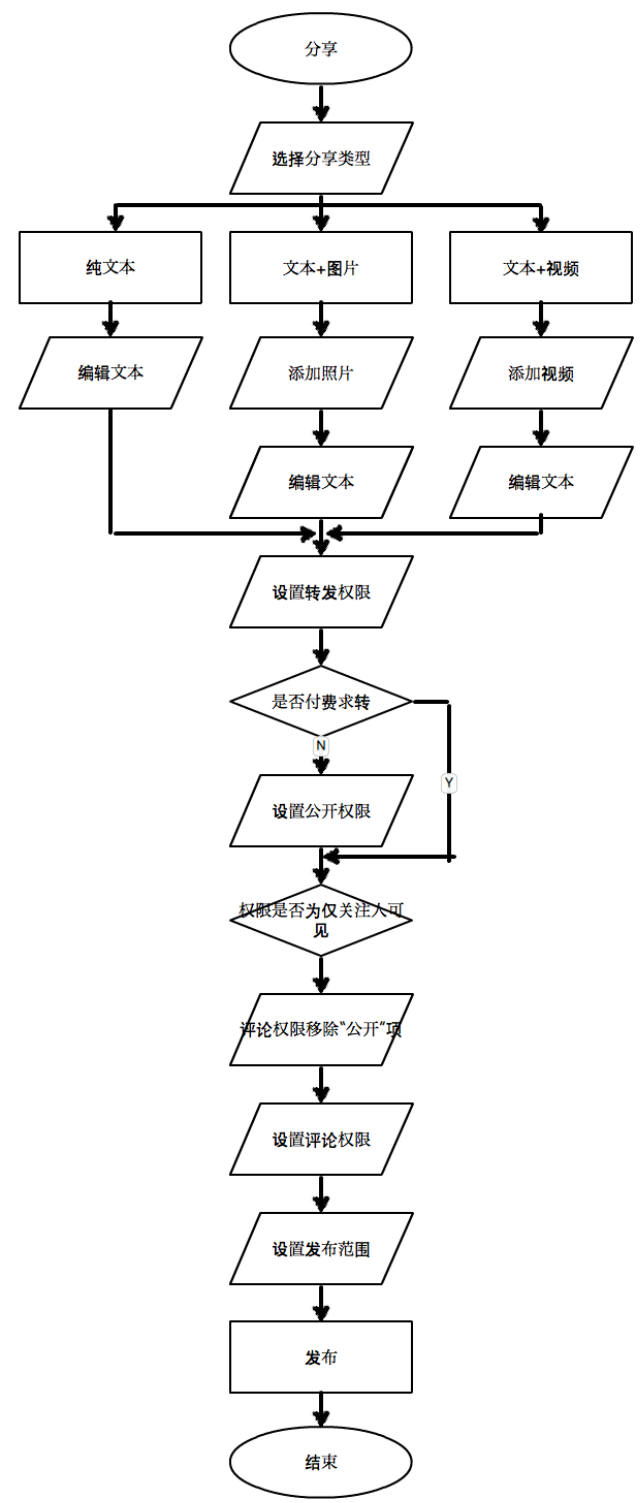 分享
选择分享类型
纯文本
文本+图片
文本+视频
编辑文本
添加照片
添加视频
编辑文本
编辑文本
设置转发权限
是否付费求转
N
Y
设置公开权限
权限是否为仅关注人可
见
评论权限移除“公开”项
设置评论权限
设置发布范围
发布
结束